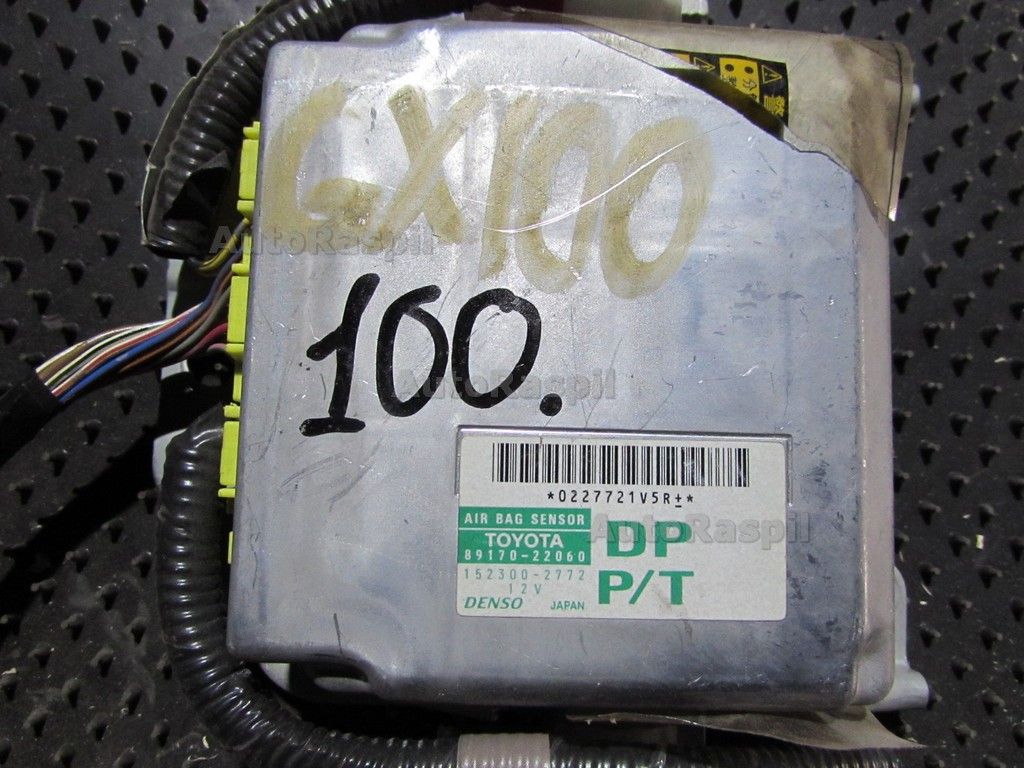 GX100
AutoRaspil
100.
AutoRaspil
*0227721V5R±*
AIR BAG SENSOR
TOYOTA
89170-22060
DP
AutoRaspil
152300-2772
12V
P/T
DENSO JAPAN